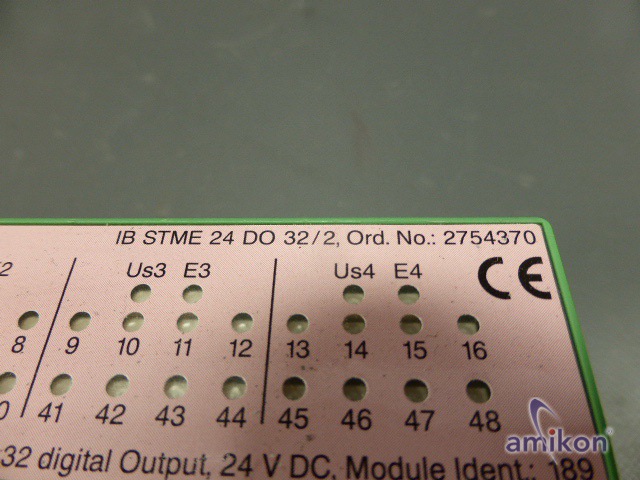 IB STME 24 DO 32/2, Ord. No.: 2754370
Us3 E3 Us4 E4 CE
8 9 10 11 12 13 14 15 16
41 42 43 44 45 46 47 48
32 digital Output, 24 V DC, Module Ident.: 189
amikon